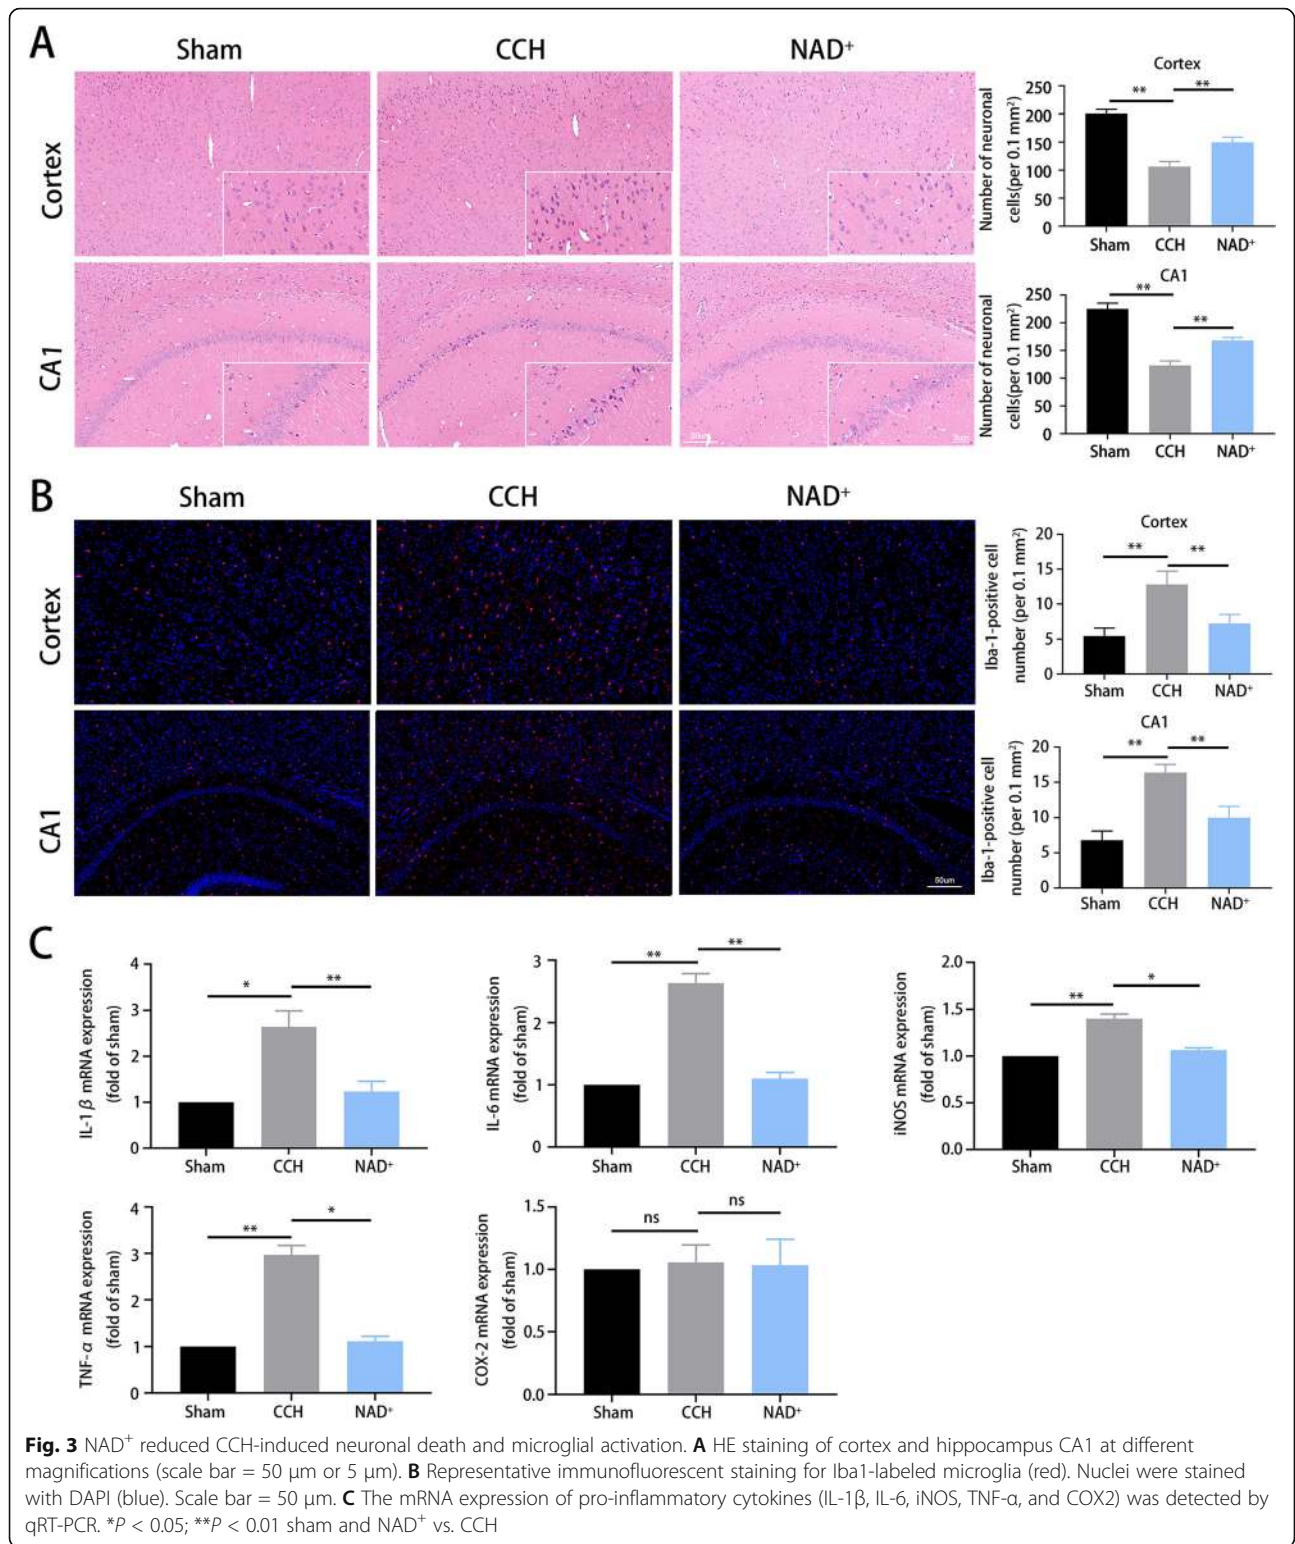 A
Sham
CCH
NAD⁺
Cortex
CA1
Cortex
Number of neuronal
cells(per 0.1 mm²)
250
200
150
100
50
0
Sham
CCH
NAD⁺
CA1
Number of neuronal
cells(per 0.1 mm²)
250
200
150
100
50
0
Sham
CCH
NAD⁺
**
**
**
**
50um
B
Sham
CCH
NAD⁺
Cortex
CA1
50um
Cortex
Iba-1-positive cell
number (per 0.1 mm²)
20
15
10
5
0
**
**
Sham
CCH
NAD⁺
CA1
Iba-1-positive cell
number (per 0.1 mm²)
20
15
10
5
0
**
**
Sham
CCH
NAD⁺
C
IL-1β mRNA expression
(fold of sham)
4
3
2
1
0
*
**
Sham
CCH
NAD⁺
IL-6 mRNA expression
(fold of sham)
3
2
1
0
**
**
Sham
CCH
NAD⁺
iNOS mRNA expression
(fold of sham)
2.0
1.5
1.0
0.5
0.0
**
*
Sham
CCH
NAD⁺
TNF-α mRNA expression
(fold of sham)
4
3
2
1
0
**
*
Sham
CCH
NAD⁺
COX-2 mRNA expression
(fold of sham)
1.5
1.0
0.5
0.0
ns
ns
Sham
CCH
NAD⁺
Fig. 3 NAD⁺ reduced CCH-induced neuronal death and microglial activation. A HE staining of cortex and hippocampus CA1 at different
magnifications (scale bar = 50 μm or 5 μm). B Representative immunofluorescent staining for Iba1-labeled microglia (red). Nuclei were stained
with DAPI (blue). Scale bar = 50 μm. C The mRNA expression of pro-inflammatory cytokines (IL-1β, IL-6, iNOS, TNF-α, and COX2) was detected by
qRT-PCR. *P < 0.05; **P < 0.01 sham and NAD⁺ vs. CCH